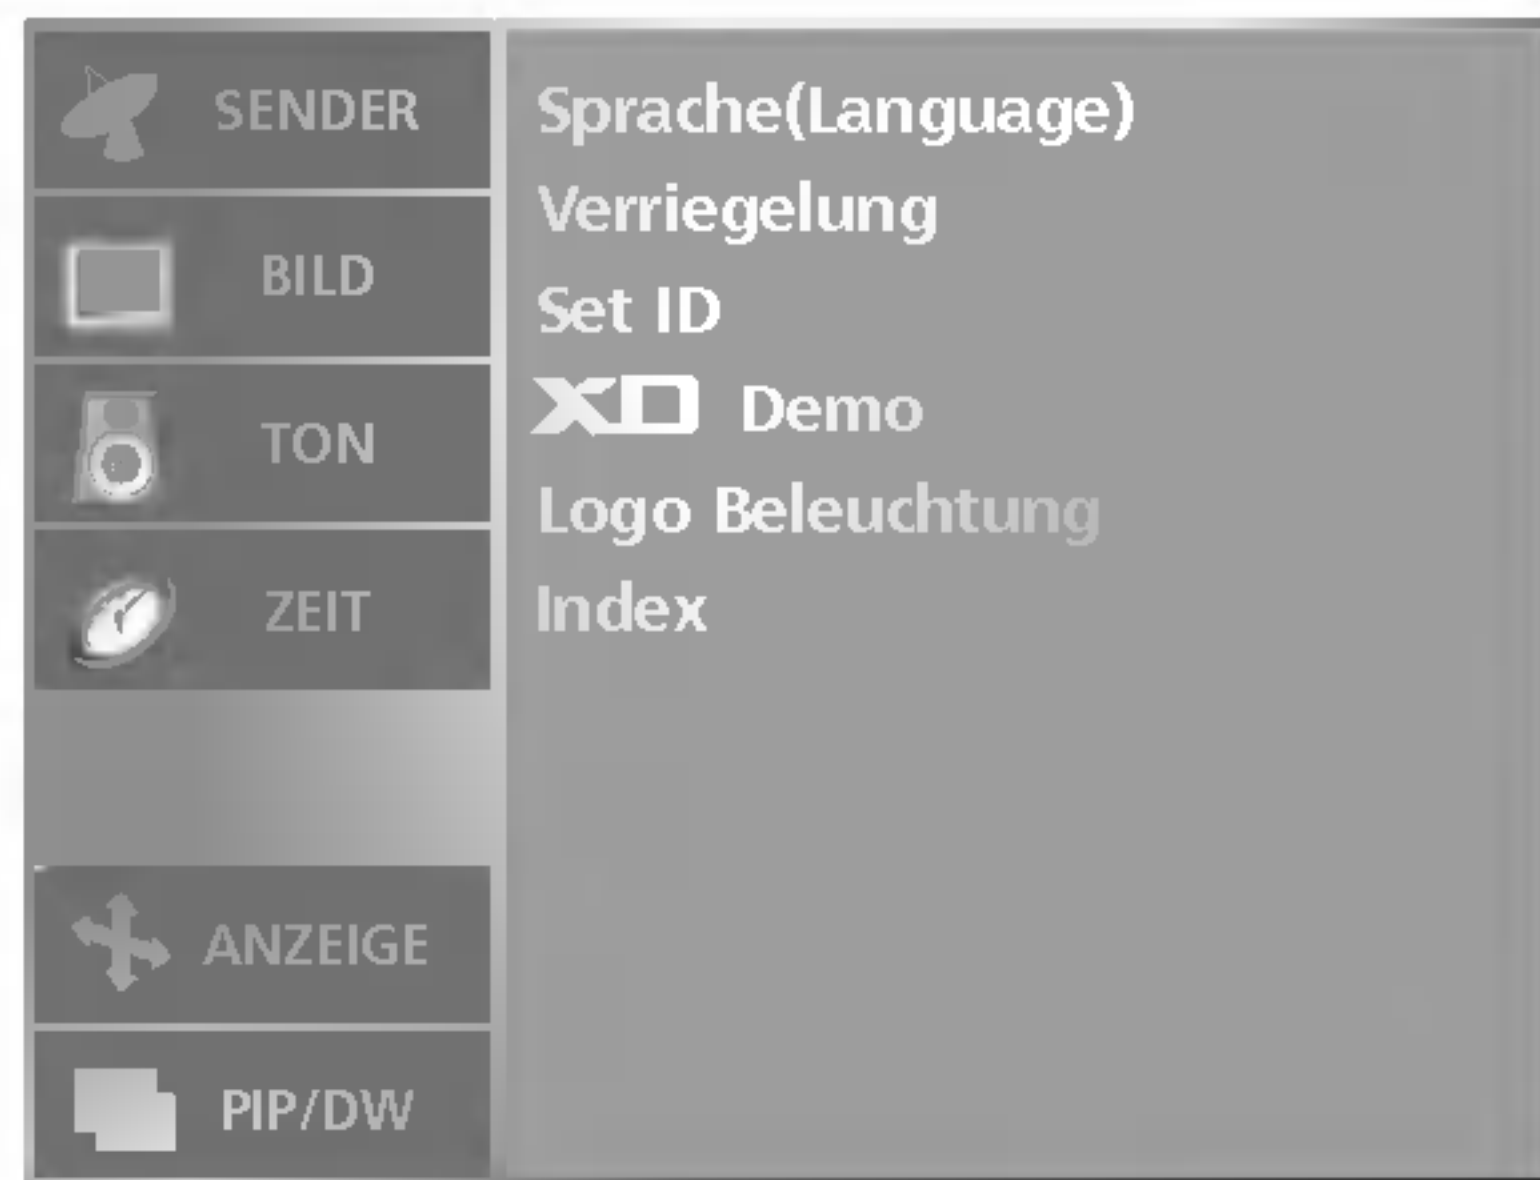 SENDER
BILD
TON
ZEIT
ANZEIGE
PIP/DW
Sprache(Language)
Verriegelung
Set ID
XD Demo
Logo Beleuchtung
Index